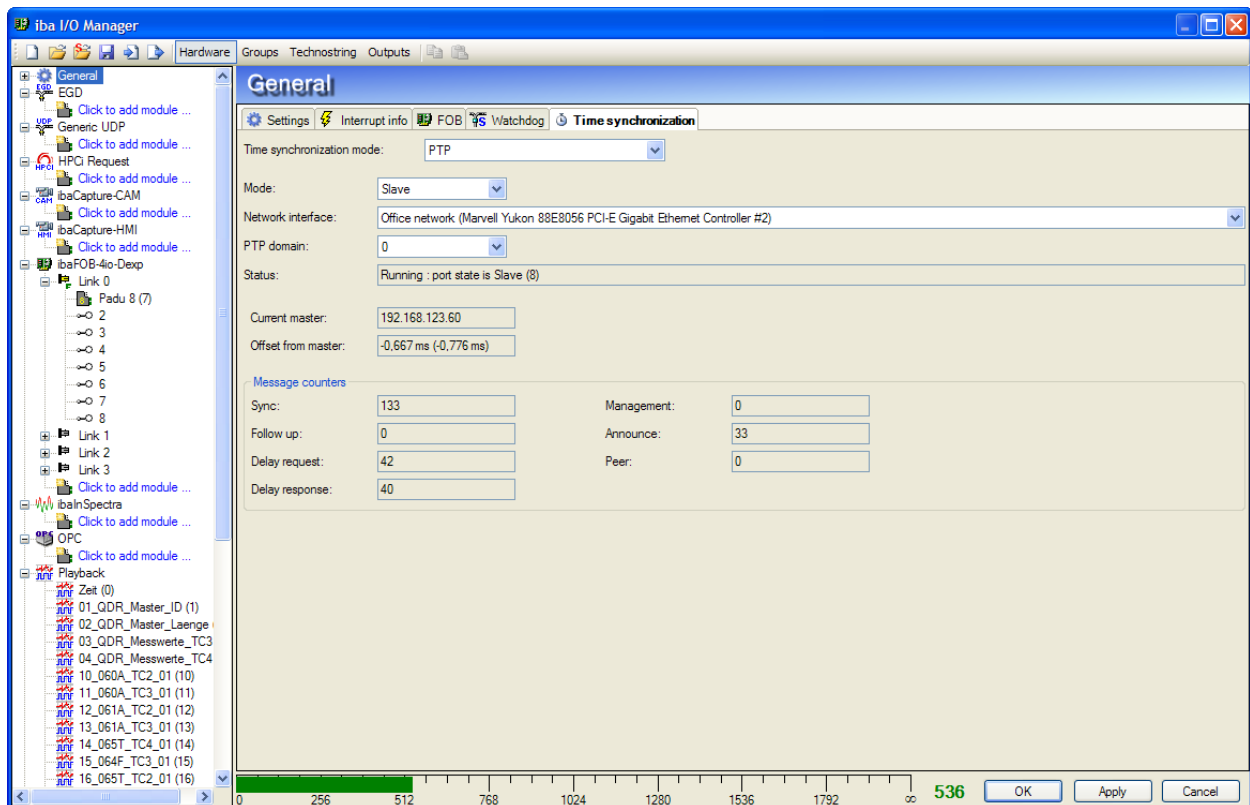 iba I/O Manager
Hardware Groups Technostring Outputs
General
EGD
Click to add module ...
Generic UDP
Click to add module ...
HPCi Request
Click to add module ...
ibaCapture-CAM
Click to add module ...
ibaCapture-HMI
Click to add module ...
ibaFOB-4io-Dexp
Link 0
Padu 8 (7)
2
3
4
5
6
7
8
Link 1
Link 2
Link 3
Click to add module ...
ibaInSpectra
Click to add module ...
OPC
Click to add module ...
Playback
Zeit (0)
01_QDR_Master_ID (1)
02_QDR_Master_Laenge
03_QDR_Messwerte_TC3
04_QDR_Messwerte_TC4
10_060A_TC2_01 (10)
11_060A_TC3_01 (11)
12_061A_TC2_01 (12)
13_061A_TC3_01 (13)
14_065T_TC4_01 (14)
15_064F_TC3_01 (15)
16_065T_TC2_01 (16)
General
Settings Interrupt info FOB Watchdog Time synchronization
Time synchronization mode: PTP
Mode: Slave
Network interface: Office network (Marvell Yukon 88E8056 PCI-E Gigabit Ethernet Controller #2)
PTP domain: 0
Status: Running : port state is Slave (8)
Current master: 192.168.123.60
Offset from master: -0,667 ms (-0,776 ms)
Message counters
Sync: 133 Management: 0
Follow up: 0 Announce: 33
Delay request: 42 Peer: 0
Delay response: 40
0 256 512 768 1024 1280 1536 1792 ∞ 536 OK Apply Cancel